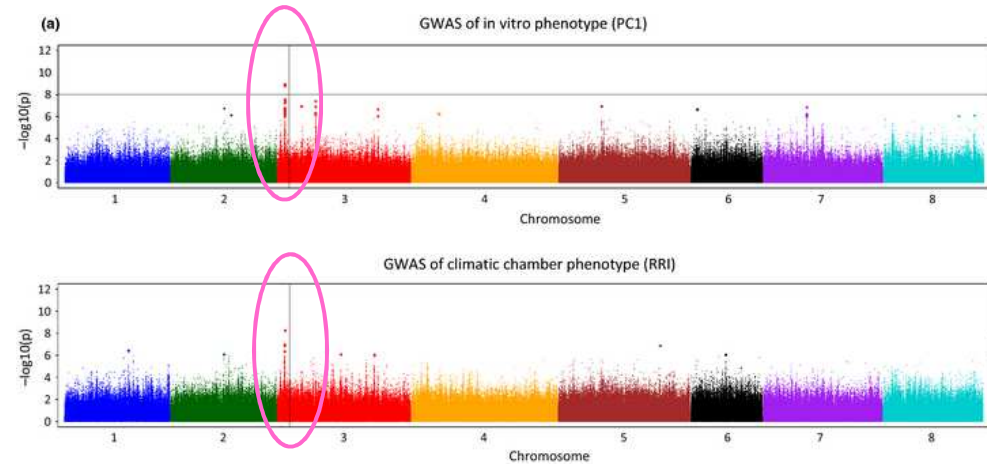 (a)
GWAS of in vitro phenotype (PC1)
12
10
8
6
4
2
0
−log10(p)
1 2 3 4 5 6 7 8
Chromosome
GWAS of climatic chamber phenotype (RRI)
12
10
8
6
4
2
0
−log10(p)
1 2 3 4 5 6 7 8
Chromosome